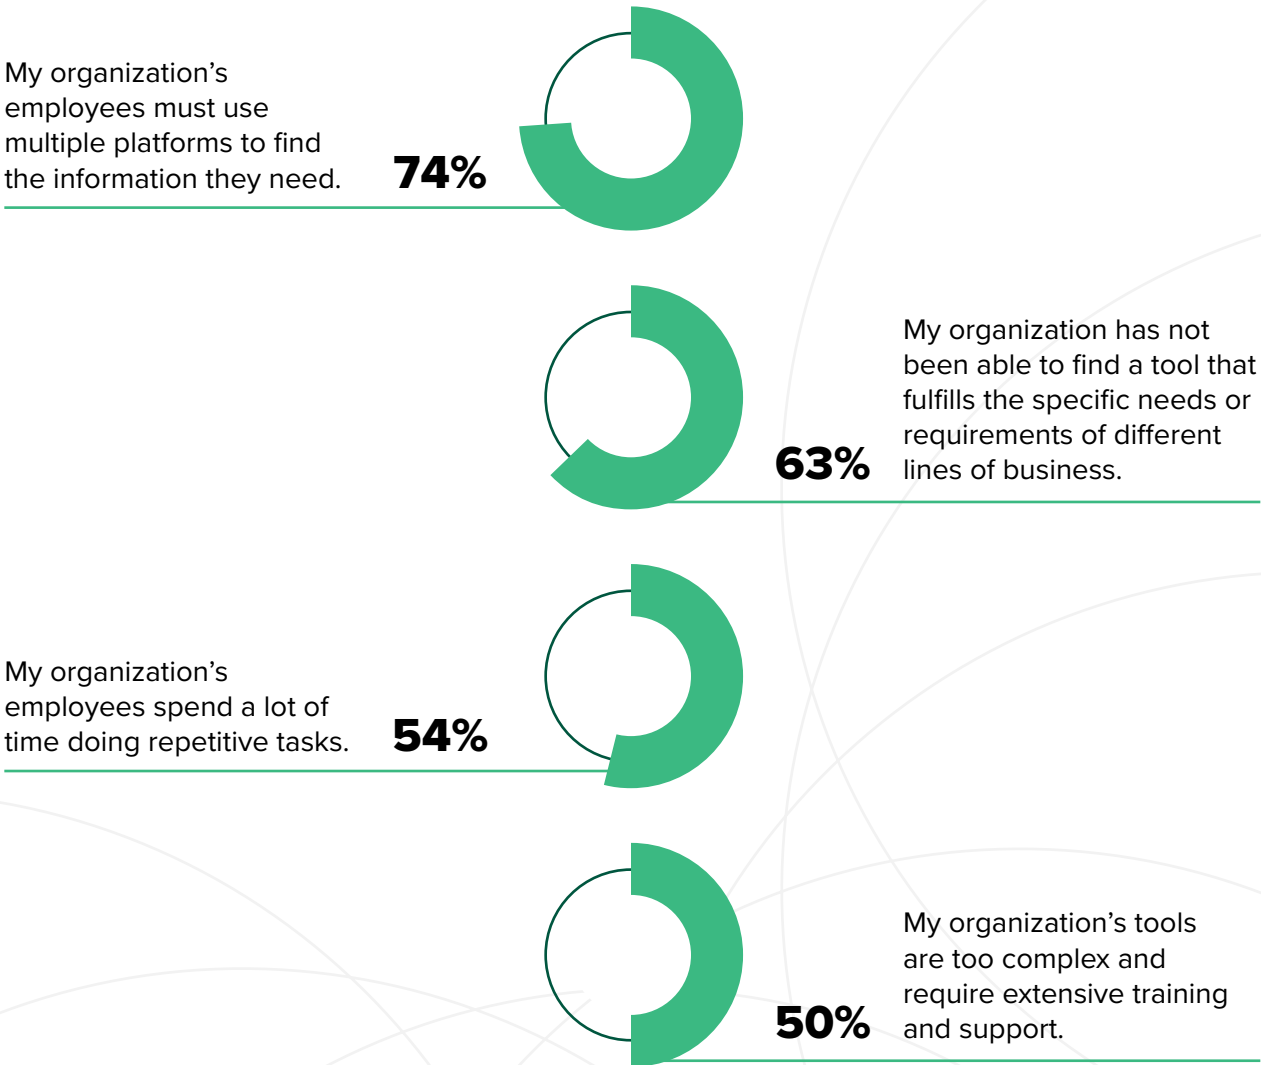 My organization’s
employees must use
multiple platforms to find
the information they need.
74%
My organization has not
been able to find a tool that
fulfills the specific needs or
requirements of different
lines of business.
63%
My organization’s
employees spend a lot of
time doing repetitive tasks.
54%
My organization’s tools
are too complex and
require extensive training
and support.
50%